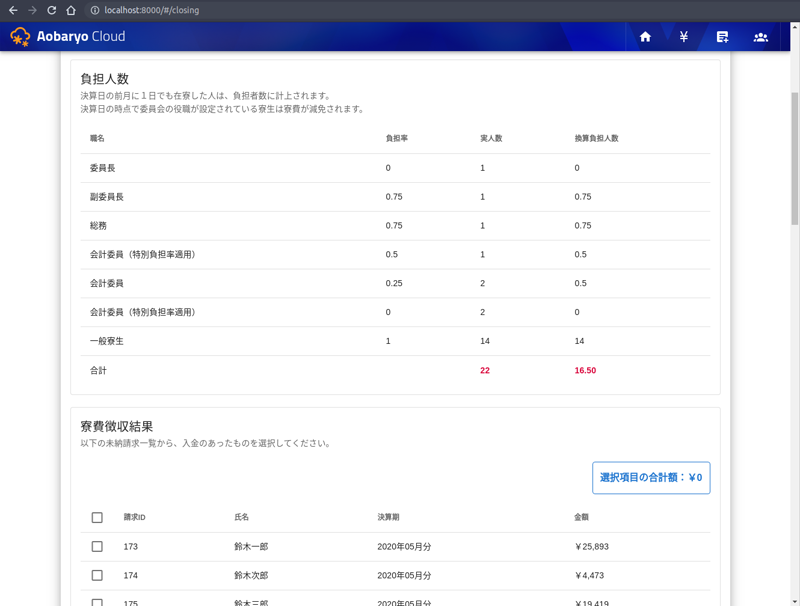 localhost:8000/#/closing
Aobaryo Cloud
¥
負担人数
決算日の前月に１日でも在寮した人は、負担者数に計上されます。
決算日の時点で委員会の役職が設定されている寮生は寮費が減免されます。
職名 負担率 実人数 換算負担人数
委員長 0 1 0
副委員長 0.75 1 0.75
総務 0.75 1 0.75
会計委員（特別負担率適用） 0.5 1 0.5
会計委員 0.25 2 0.5
会計委員（特別負担率適用） 0 2 0
一般寮生 1 14 14
合計 22 16.50
寮費徴収結果
以下の未納請求一覧から、入金のあったものを選択してください。
選択項目の合計額：￥0
請求ID 氏名 決算期 金額
173 鈴木一郎 2020年05月分 ￥25,893
174 鈴木次郎 2020年05月分 ￥4,473
175 鈴木三郎 2020年05月分 ￥19,419